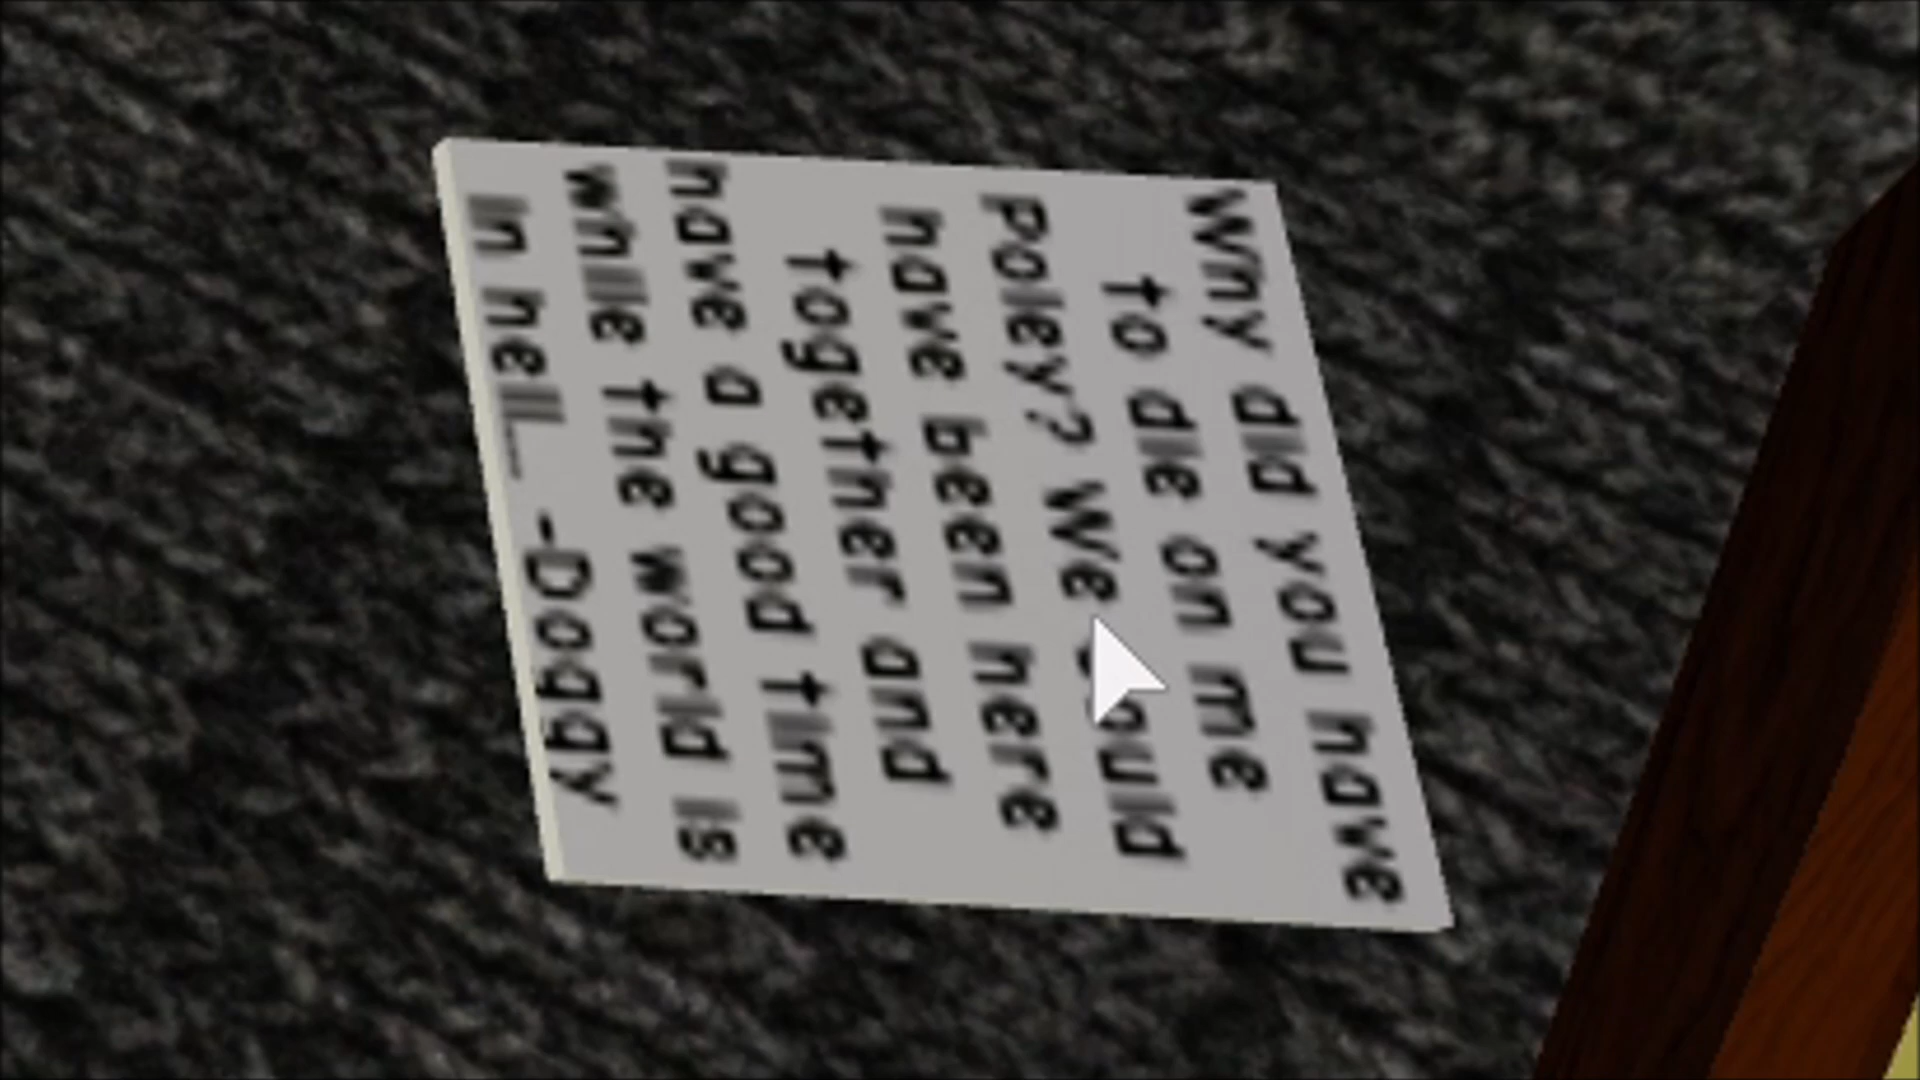 Why did you have
to die on me
Poley? We could
have been here
together and
have a good time
while the world is
in hell... -Doggy